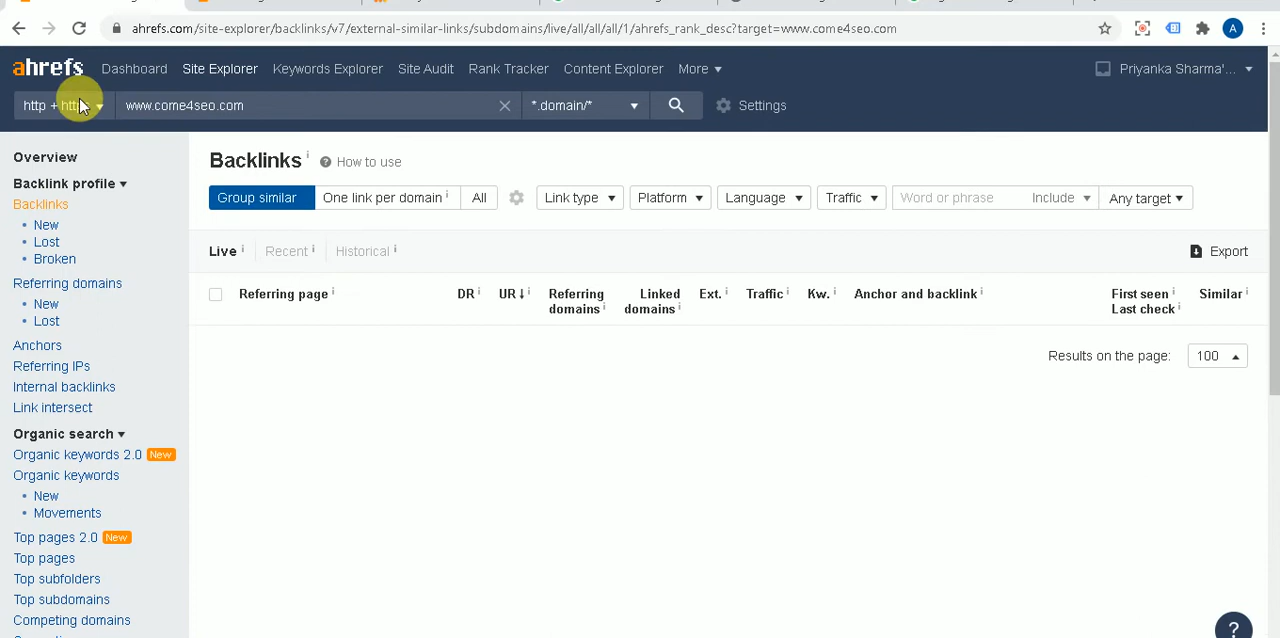 ahrefs.com/site-explorer/backlinks/v7/external-similar-links/subdomains/live/all/all/all/1/ahrefs_rank_desc?target=www.come4seo.com
A
ahrefs Dashboard Site Explorer Keywords Explorer Site Audit Rank Tracker Content Explorer More Priyanka Sharma'...
http + www.come4seo.com *.domain/* Settings
Overview
Backlink profile
Backlinks
• New
• Lost
• Broken
Referring domains
• New
• Lost
Anchors
Referring IPs
Internal backlinks
Link intersect
Organic search
Organic keywords 2.0 New
Organic keywords
• New
• Movements
Top pages 2.0 New
Top pages
Top subfolders
Top subdomains
Competing domains
Backlinks i ? How to use
Group similar One link per domain i All Link type Platform Language Traffic Word or phrase Include Any target
Live i Recent i Historical i Export
Referring page i DR i UR ↓ i Referring domains i Linked domains i Ext. i Traffic i Kw. i Anchor and backlink i First seen Last check i Similar i
Results on the page: 100
?